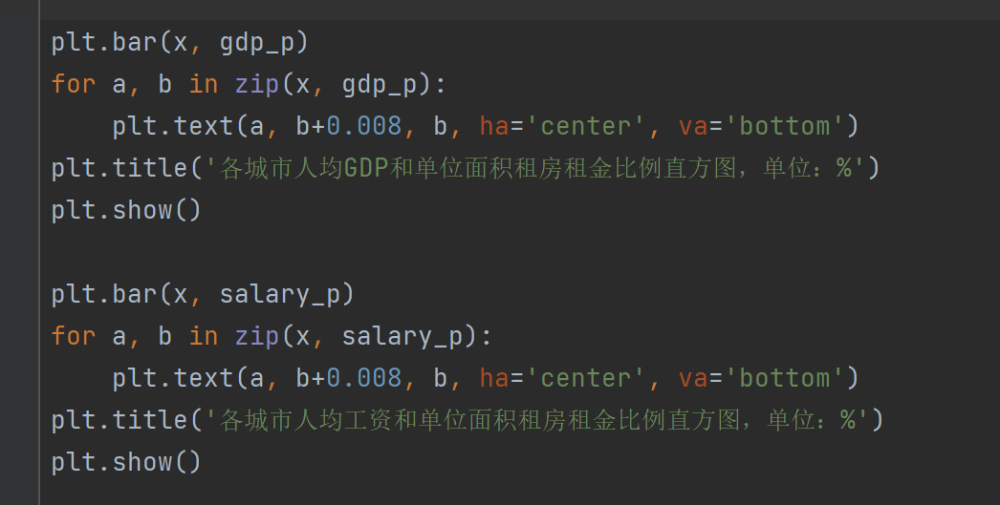 plt.bar(x, gdp_p)
for a, b in zip(x, gdp_p):
    plt.text(a, b+0.008, b, ha='center', va='bottom')
plt.title('各城市人均GDP和单位面积租房租金比例直方图，单位：%')
plt.show()

plt.bar(x, salary_p)
for a, b in zip(x, salary_p):
    plt.text(a, b+0.008, b, ha='center', va='bottom')
plt.title('各城市人均工资和单位面积租房租金比例直方图，单位：%')
plt.show()